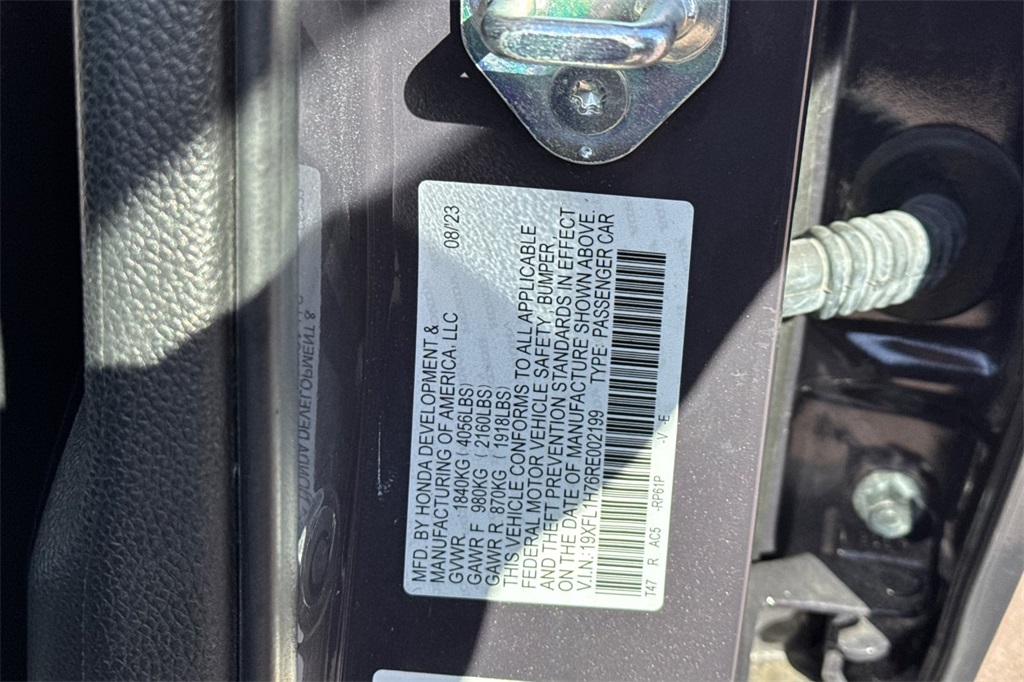 MFD. BY HONDA DEVELOPMENT & 08/23
MANUFACTURING OF AMERICA, LLC
GVWR 1840KG (4056LBS)
GAWR F 980KG (2160LBS)
GAWR R 870KG (1918LBS)
THIS VEHICLE CONFORMS TO ALL APPLICABLE
FEDERAL MOTOR VEHICLE SAFETY, BUMPER,
AND THEFT PREVENTION STANDARDS IN EFFECT
ON THE DATE OF MANUFACTURE SHOWN ABOVE.
V.I.N.:19XFL1H76RE002199 TYPE: PASSENGER CAR
T47 R AC5 -RP61P -V -E